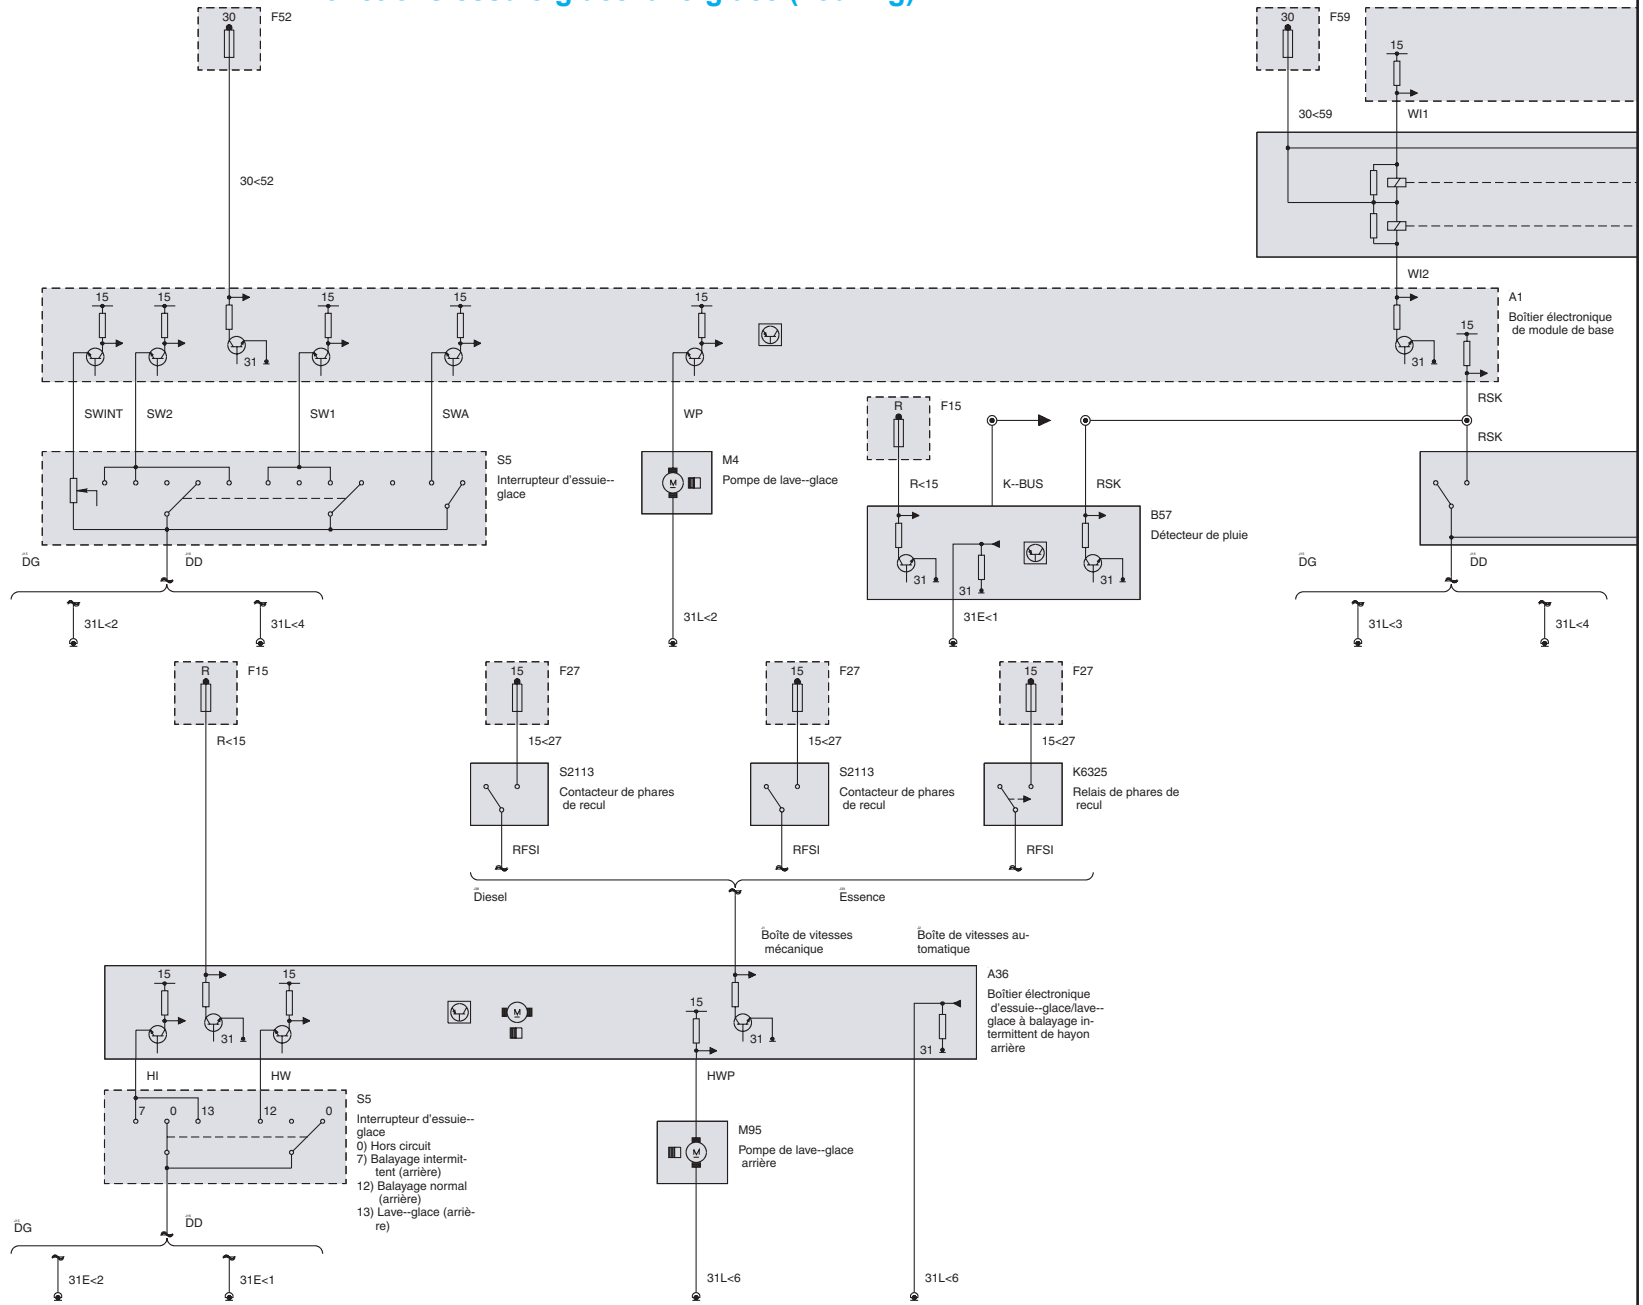 30
F52
30
F59
15
30<59
WI1
30<52
WI2
15
15
15
15
15
31
31
15
A1
Boîtier électronique
de module de base
SWINT
SW2
SW1
SWA
WP
R
F15
RSK
RSK
S5
Interrupteur d'essuie--
glace
M4
Pompe de lave--glace
R<15
K--BUS
RSK
B57
Détecteur de pluie
31
31
31
DG
DD
DG
DD
31L<2
31L<4
31L<2
31E<1
31L<3
31L<4
R
F15
15
F27
15
F27
15
F27
R<15
15<27
15<27
15<27
S2113
Contacteur de phares
de recul
S2113
Contacteur de phares
de recul
K6325
Relais de phares de
recul
RFSI
RFSI
RFSI
Diesel
Essence
Boîte de vitesses
mécanique
Boîte de vitesses au-
tomatique
15
15
31
M
15
31
31
A36
Boîtier électronique
d'essuie--glace/lave--
glace à balayage in-
termittent de hayon
arrière
HI
HW
HWP
7
0
13
12
0
S5
Interrupteur d'essuie--
glace
0) Hors circuit
7) Balayage intermit-
tent (arrière)
12) Balayage normal
(arrière)
13) Lave--glace (arriè-
re)
M
M95
Pompe de lave--glace
arrière
DG
DD
31E<2
31E<1
31L<6
31L<6